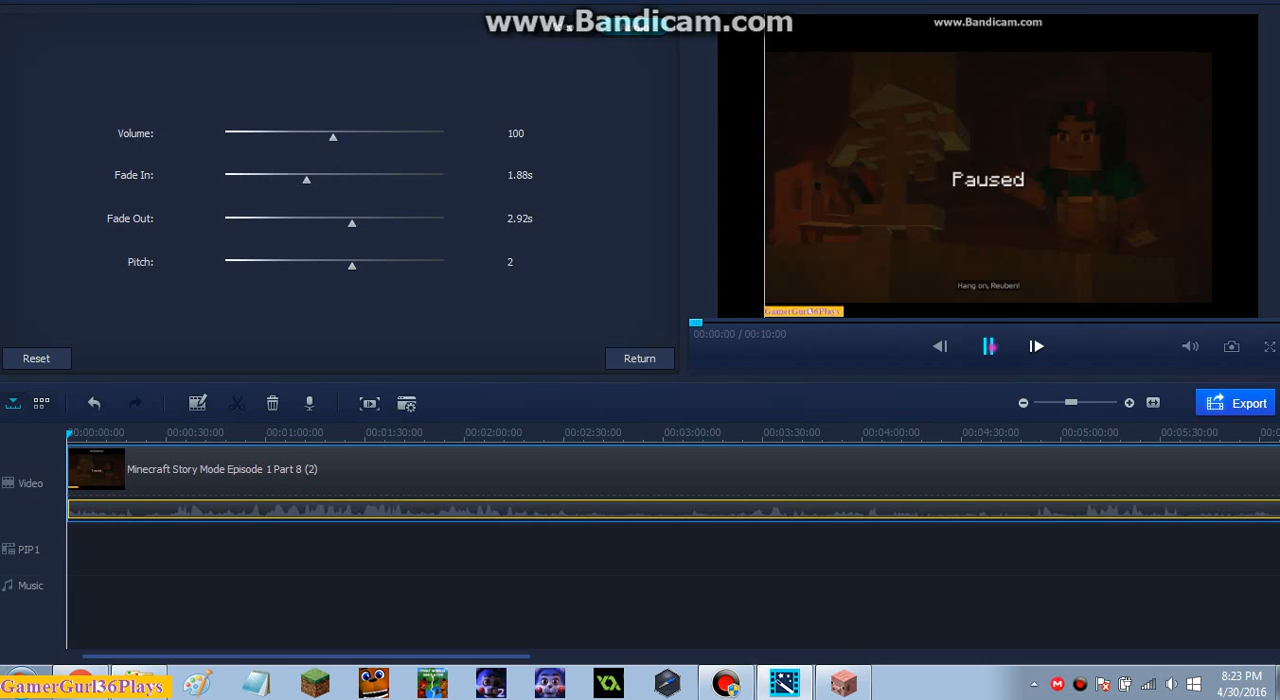 www.Bandicam.com
www.Bandicam.com
Volume: 100
Fade In: 1.88s
Fade Out: 2.92s
Pitch: 2
Paused
Hang on, Reuben!
GamerGurl36Plays
00:00:00 / 00:10:00
Reset Return
Export
00:00:00:00 00:00:30:00 00:01:00:00 00:01:30:00 00:02:00:00 00:02:30:00 00:03:00:00 00:03:30:00 00:04:00:00 00:04:30:00 00:05:00:00 00:05:30:00
Minecraft Story Mode Episode 1 Part 8 (2)
Video
PIP1
Music
GamerGurl36Plays
2
M
8:23 PM
4/30/2016